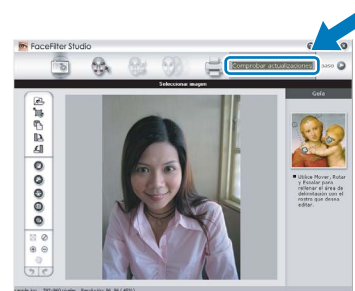 FaceFilter Studio
Comprobar actualizaciones
paso
Seleccionar imagen
Guía
Utilice Mover, Rotar
y Escalar para
rellenar el área de
delimitación con el
rostro que desea
editar.